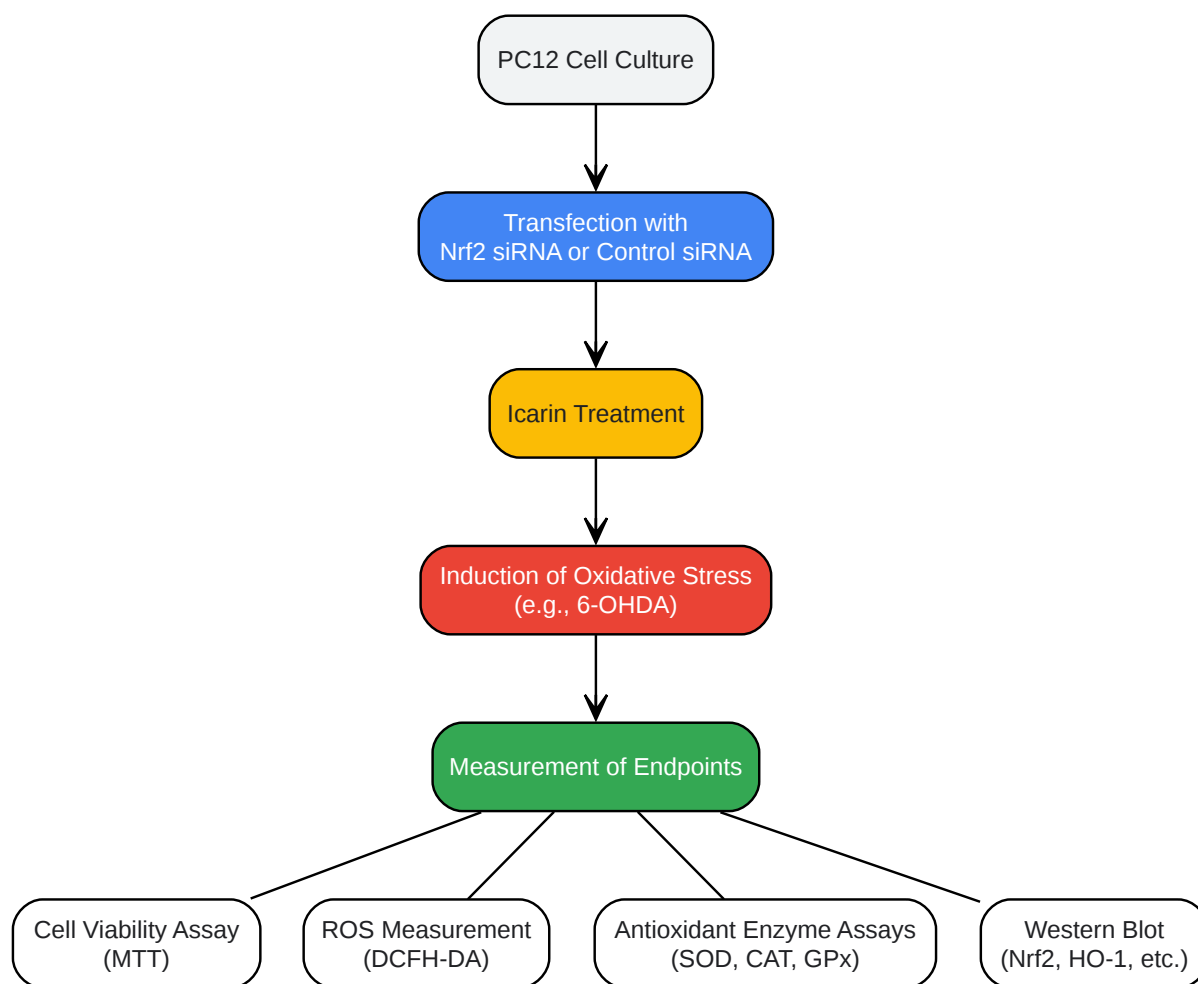 PC12 Cell Culture
Transfection with
Nrf2 siRNA or Control siRNA
Icarin Treatment
Induction of Oxidative Stress
(e.g., 6-OHDA)
Measurement of Endpoints
Cell Viability Assay
(MTT)
ROS Measurement
(DCFH-DA)
Antioxidant Enzyme Assays
(SOD, CAT, GPx)
Western Blot
(Nrf2, HO-1, etc.)